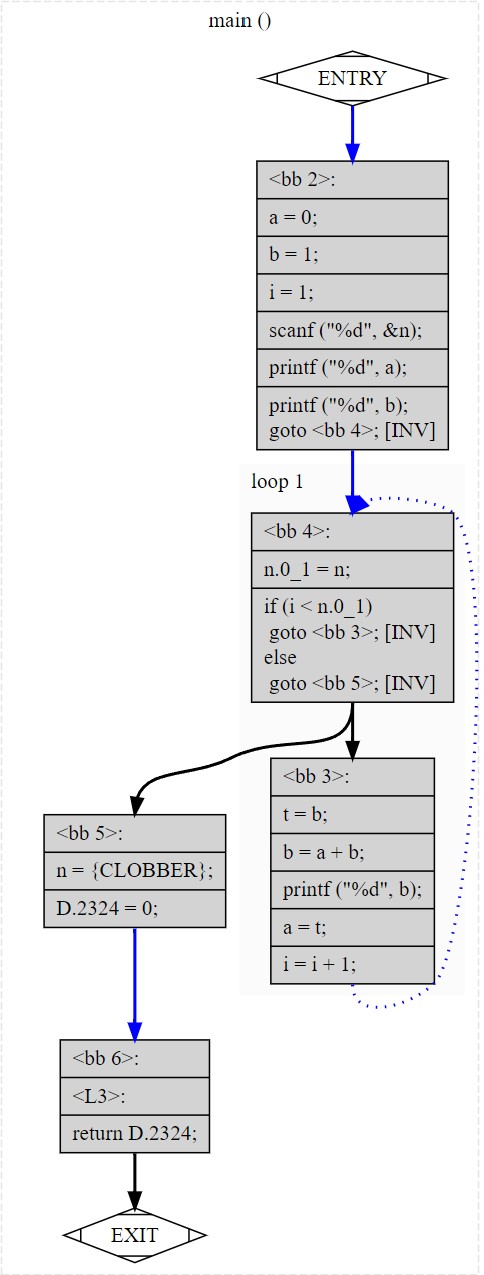 main ()
ENTRY
<bb 2>:
a = 0;
b = 1;
i = 1;
scanf ("%d", &n);
printf ("%d", a);
printf ("%d", b);
goto <bb 4>; [INV]
loop 1
<bb 4>:
n.0_1 = n;
if (i < n.0_1)
goto <bb 3>; [INV]
else
goto <bb 5>; [INV]
<bb 3>:
t = b;
b = a + b;
printf ("%d", b);
a = t;
i = i + 1;
<bb 5>:
n = {CLOBBER};
D.2324 = 0;
<bb 6>:
<L3>:
return D.2324;
EXIT